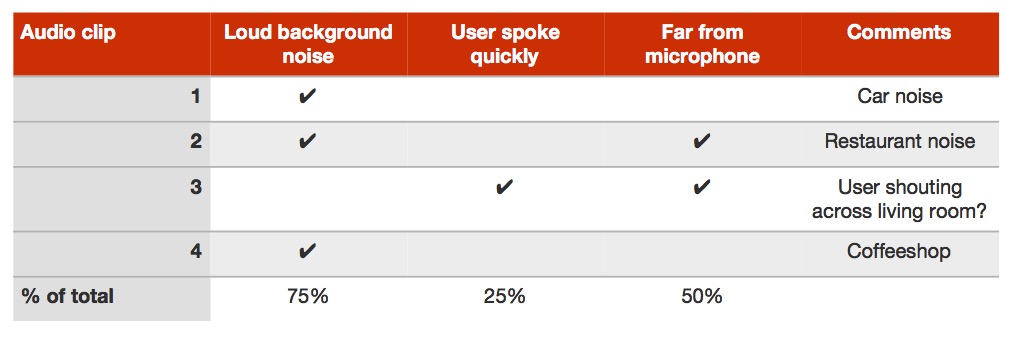 Audio clip Loud background noise User spoke quickly Far from microphone Comments
1 ✔ Car noise
2 ✔ ✔ Restaurant noise
3 ✔ ✔ User shouting across living room?
4 ✔ Coffeeshop
% of total 75% 25% 50%